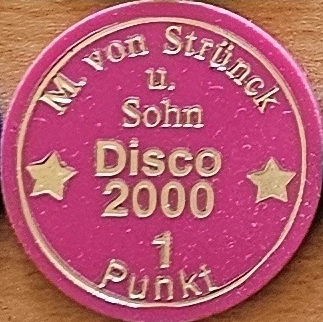 M. von Strünck
u.
Sohn
Disco
2000
1
Punkt